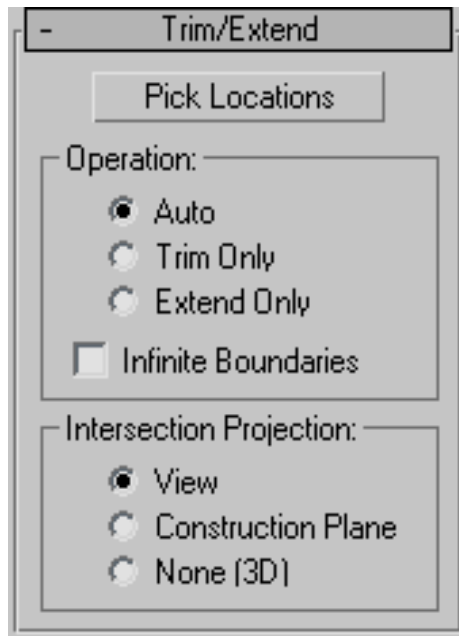 - Trim/Extend
Pick Locations
Operation:
Auto
Trim Only
Extend Only
Infinite Boundaries
Intersection Projection:
View
Construction Plane
None (3D)